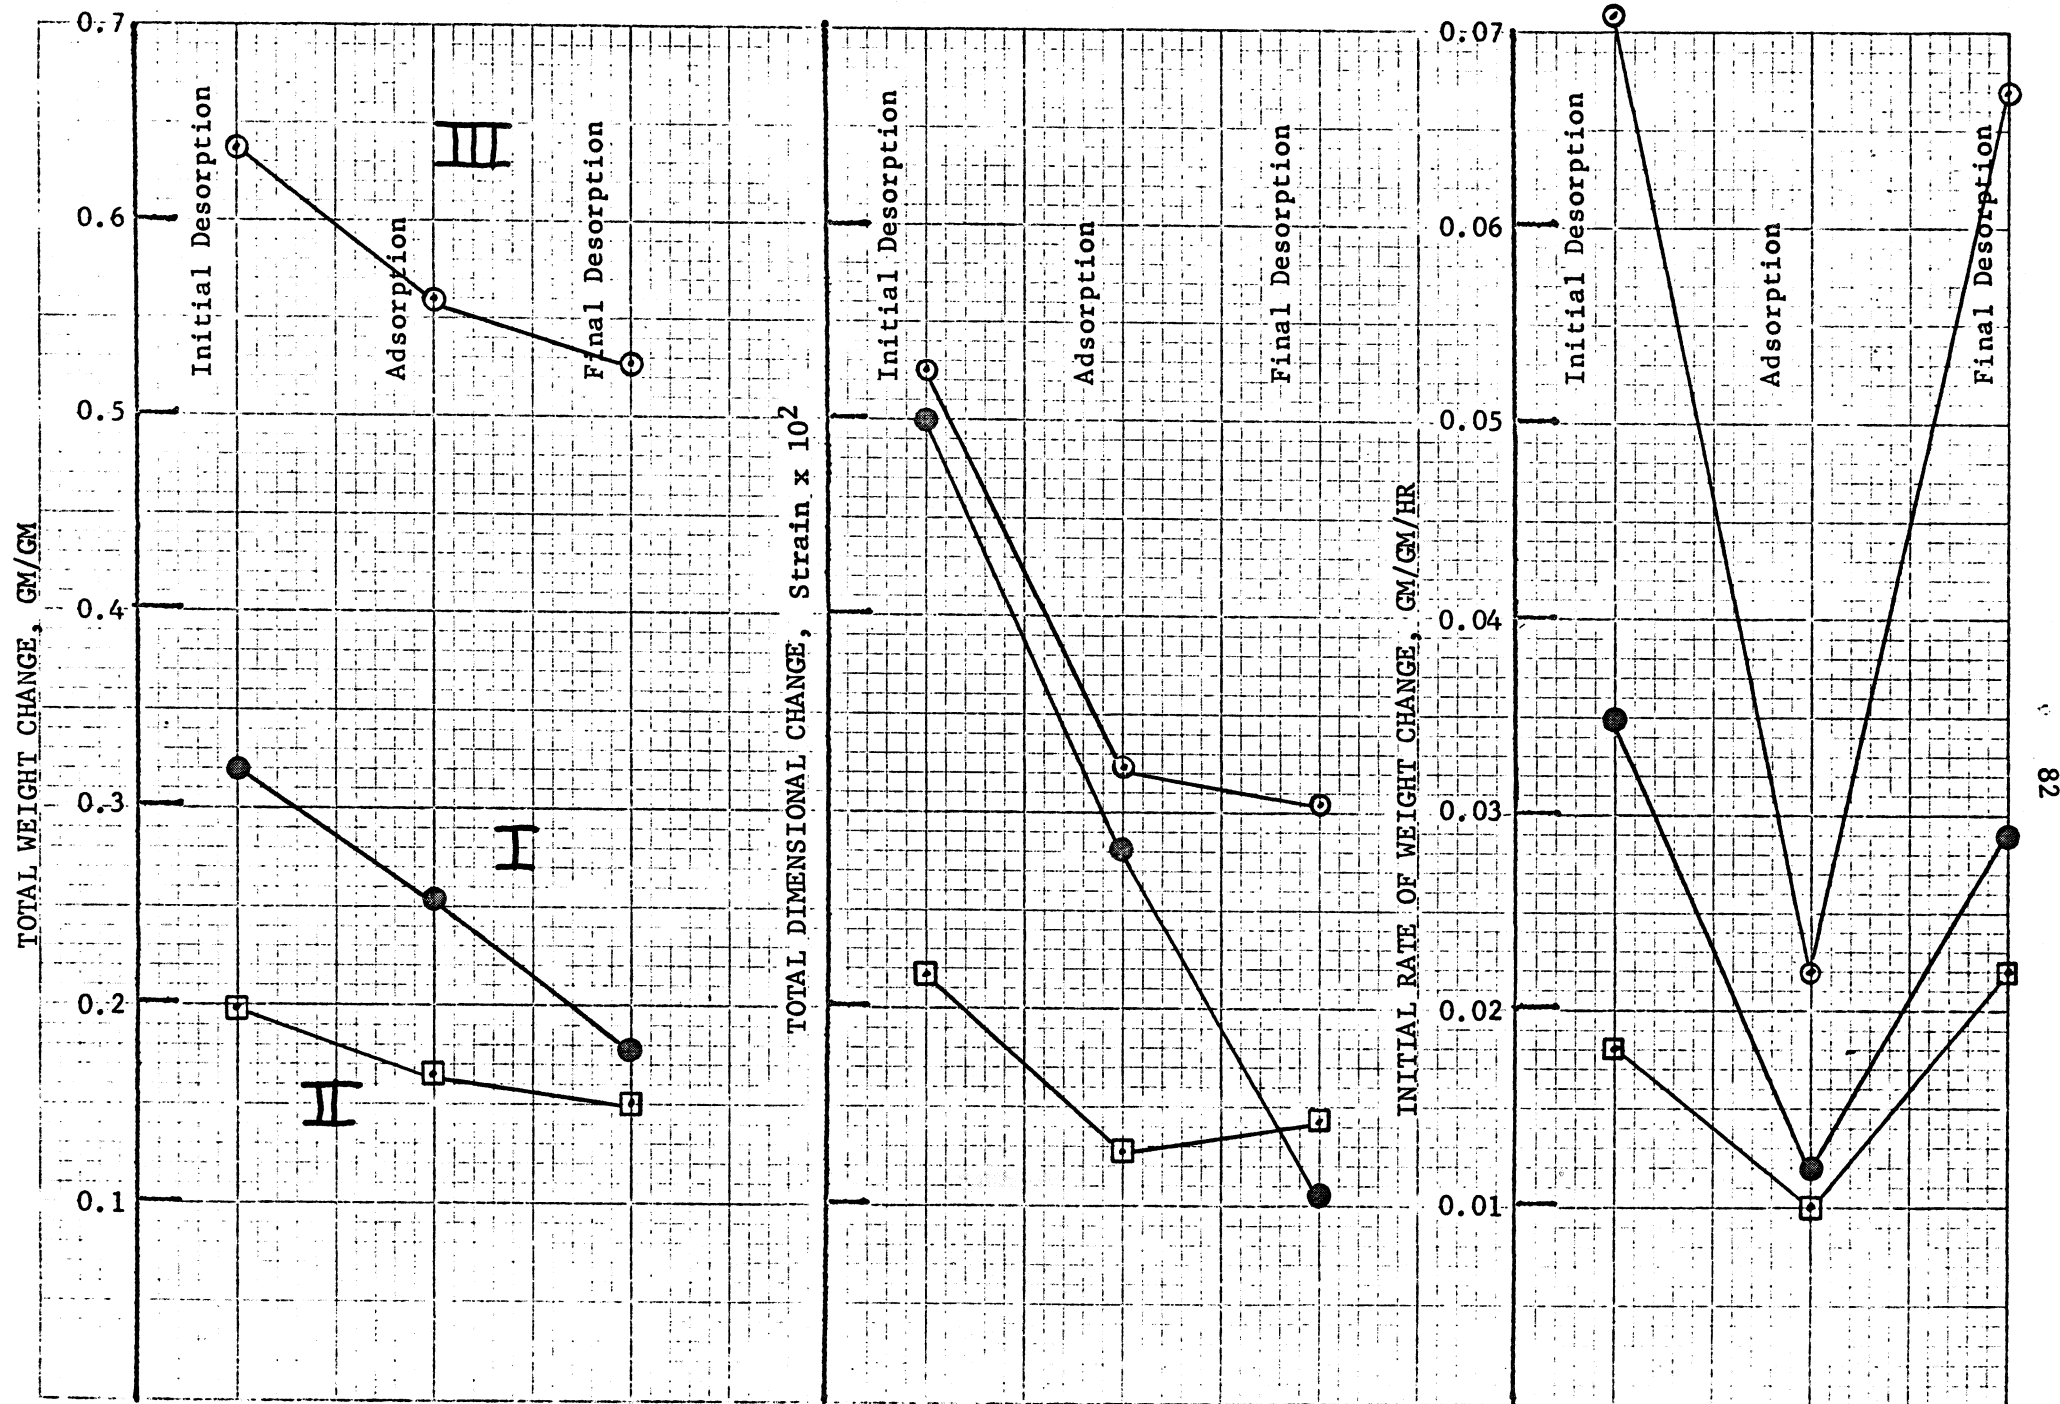 TOTAL WEIGHT CHANGE, GM/GM
0.7
0.6
0.5
0.4
0.3
0.2
0.1
Initial Desorption
Adsorption
Final Desorption
III
I
II
TOTAL DIMENSIONAL CHANGE, Strain x 10²
Initial Desorption
Adsorption
Final Desorption
INITIAL RATE OF WEIGHT CHANGE, GM/GM/HR
0.07
0.06
0.05
0.04
0.03
0.02
0.01
Initial Desorption
Adsorption
Final Desorption
82